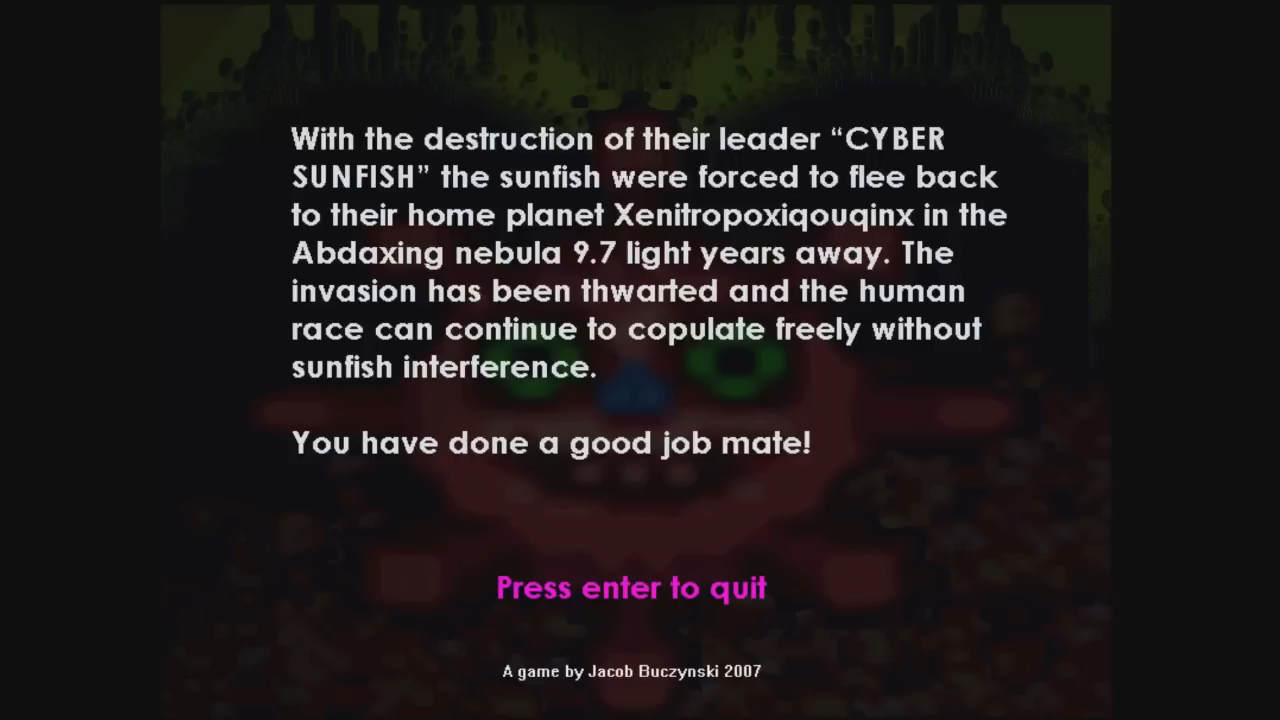 With the destruction of their leader “CYBER
SUNFISH” the sunfish were forced to flee back
to their home planet Xenitropoxiqouqinx in the
Abdaxing nebula 9.7 light years away. The
invasion has been thwarted and the human
race can continue to copulate freely without
sunfish interference.
You have done a good job mate!
Press enter to quit
A game by Jacob Buczynski 2007